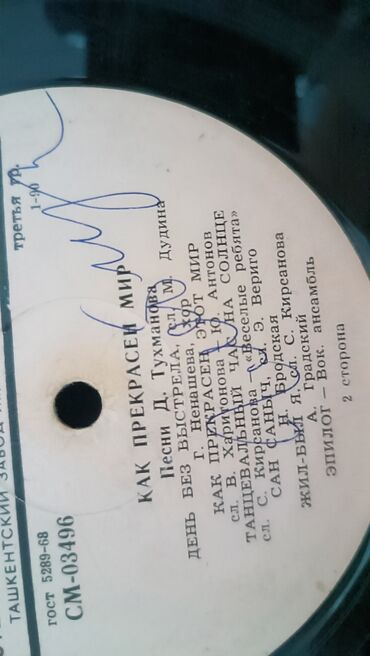 ТАШКЕНТСКИЙ ЗАВОД
ГОСТ 5289-68
СМ-03496
третья гр.
1-90
КАК ПРЕКРАСЕН МИР
Песни Д. Тухманова
ДЕНЬ БЕЗ ВЫСТРЕЛА, сл. М. Дудина
Г. Ненашева, хор
КАК ПРЕКРАСЕН ЭТОТ МИР
сл. В. Харитонова — Ю. Антонов
ТАНЦЕВАЛЬНЫЙ ЧАС НА СОЛНЦЕ
сл. С. Кирсанова — «Веселые ребята»
САН САНЫЧ, сл. Э. Вериго
Н. Бродская
ЖИЛ-БЫЛ Я, сл. С. Кирсанова
А. Градский
ЭПИЛОГ — Вок. ансамбль
2 сторона